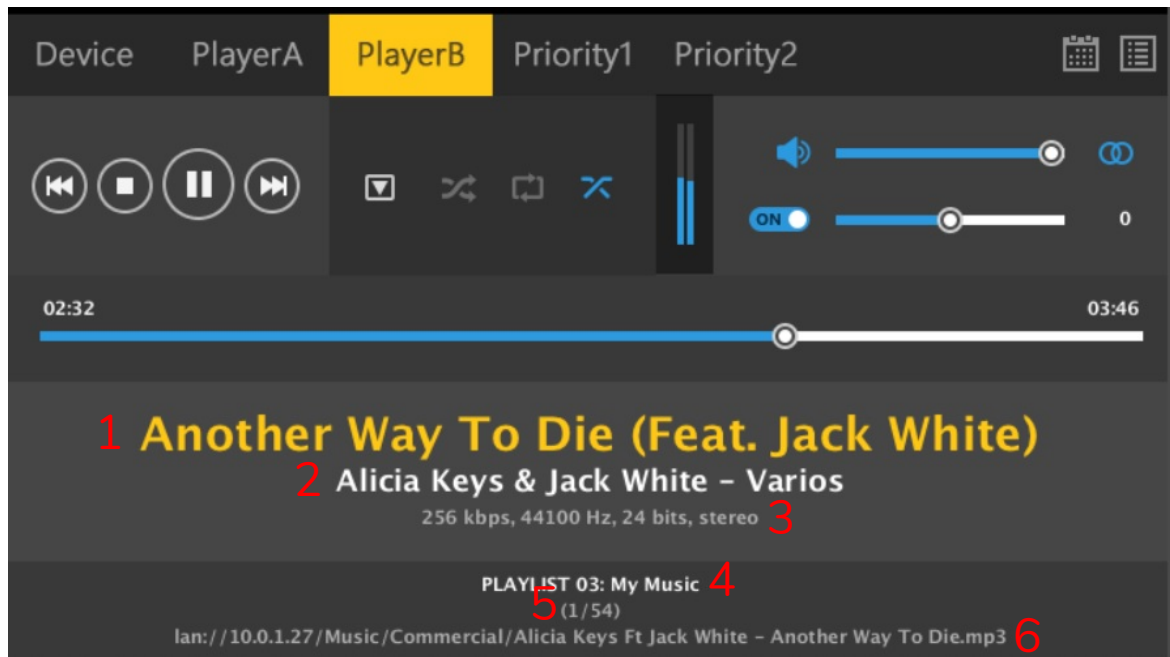 Device PlayerA PlayerB Priority1 Priority2
ON 0
02:32 03:46
1 Another Way To Die (Feat. Jack White)
2 Alicia Keys & Jack White – Varios
256 kbps, 44100 Hz, 24 bits, stereo 3
PLAYLIST 03: My Music 4
5 (1/54)
lan://10.0.1.27/Music/Commercial/Alicia Keys Ft Jack White – Another Way To Die.mp3 6